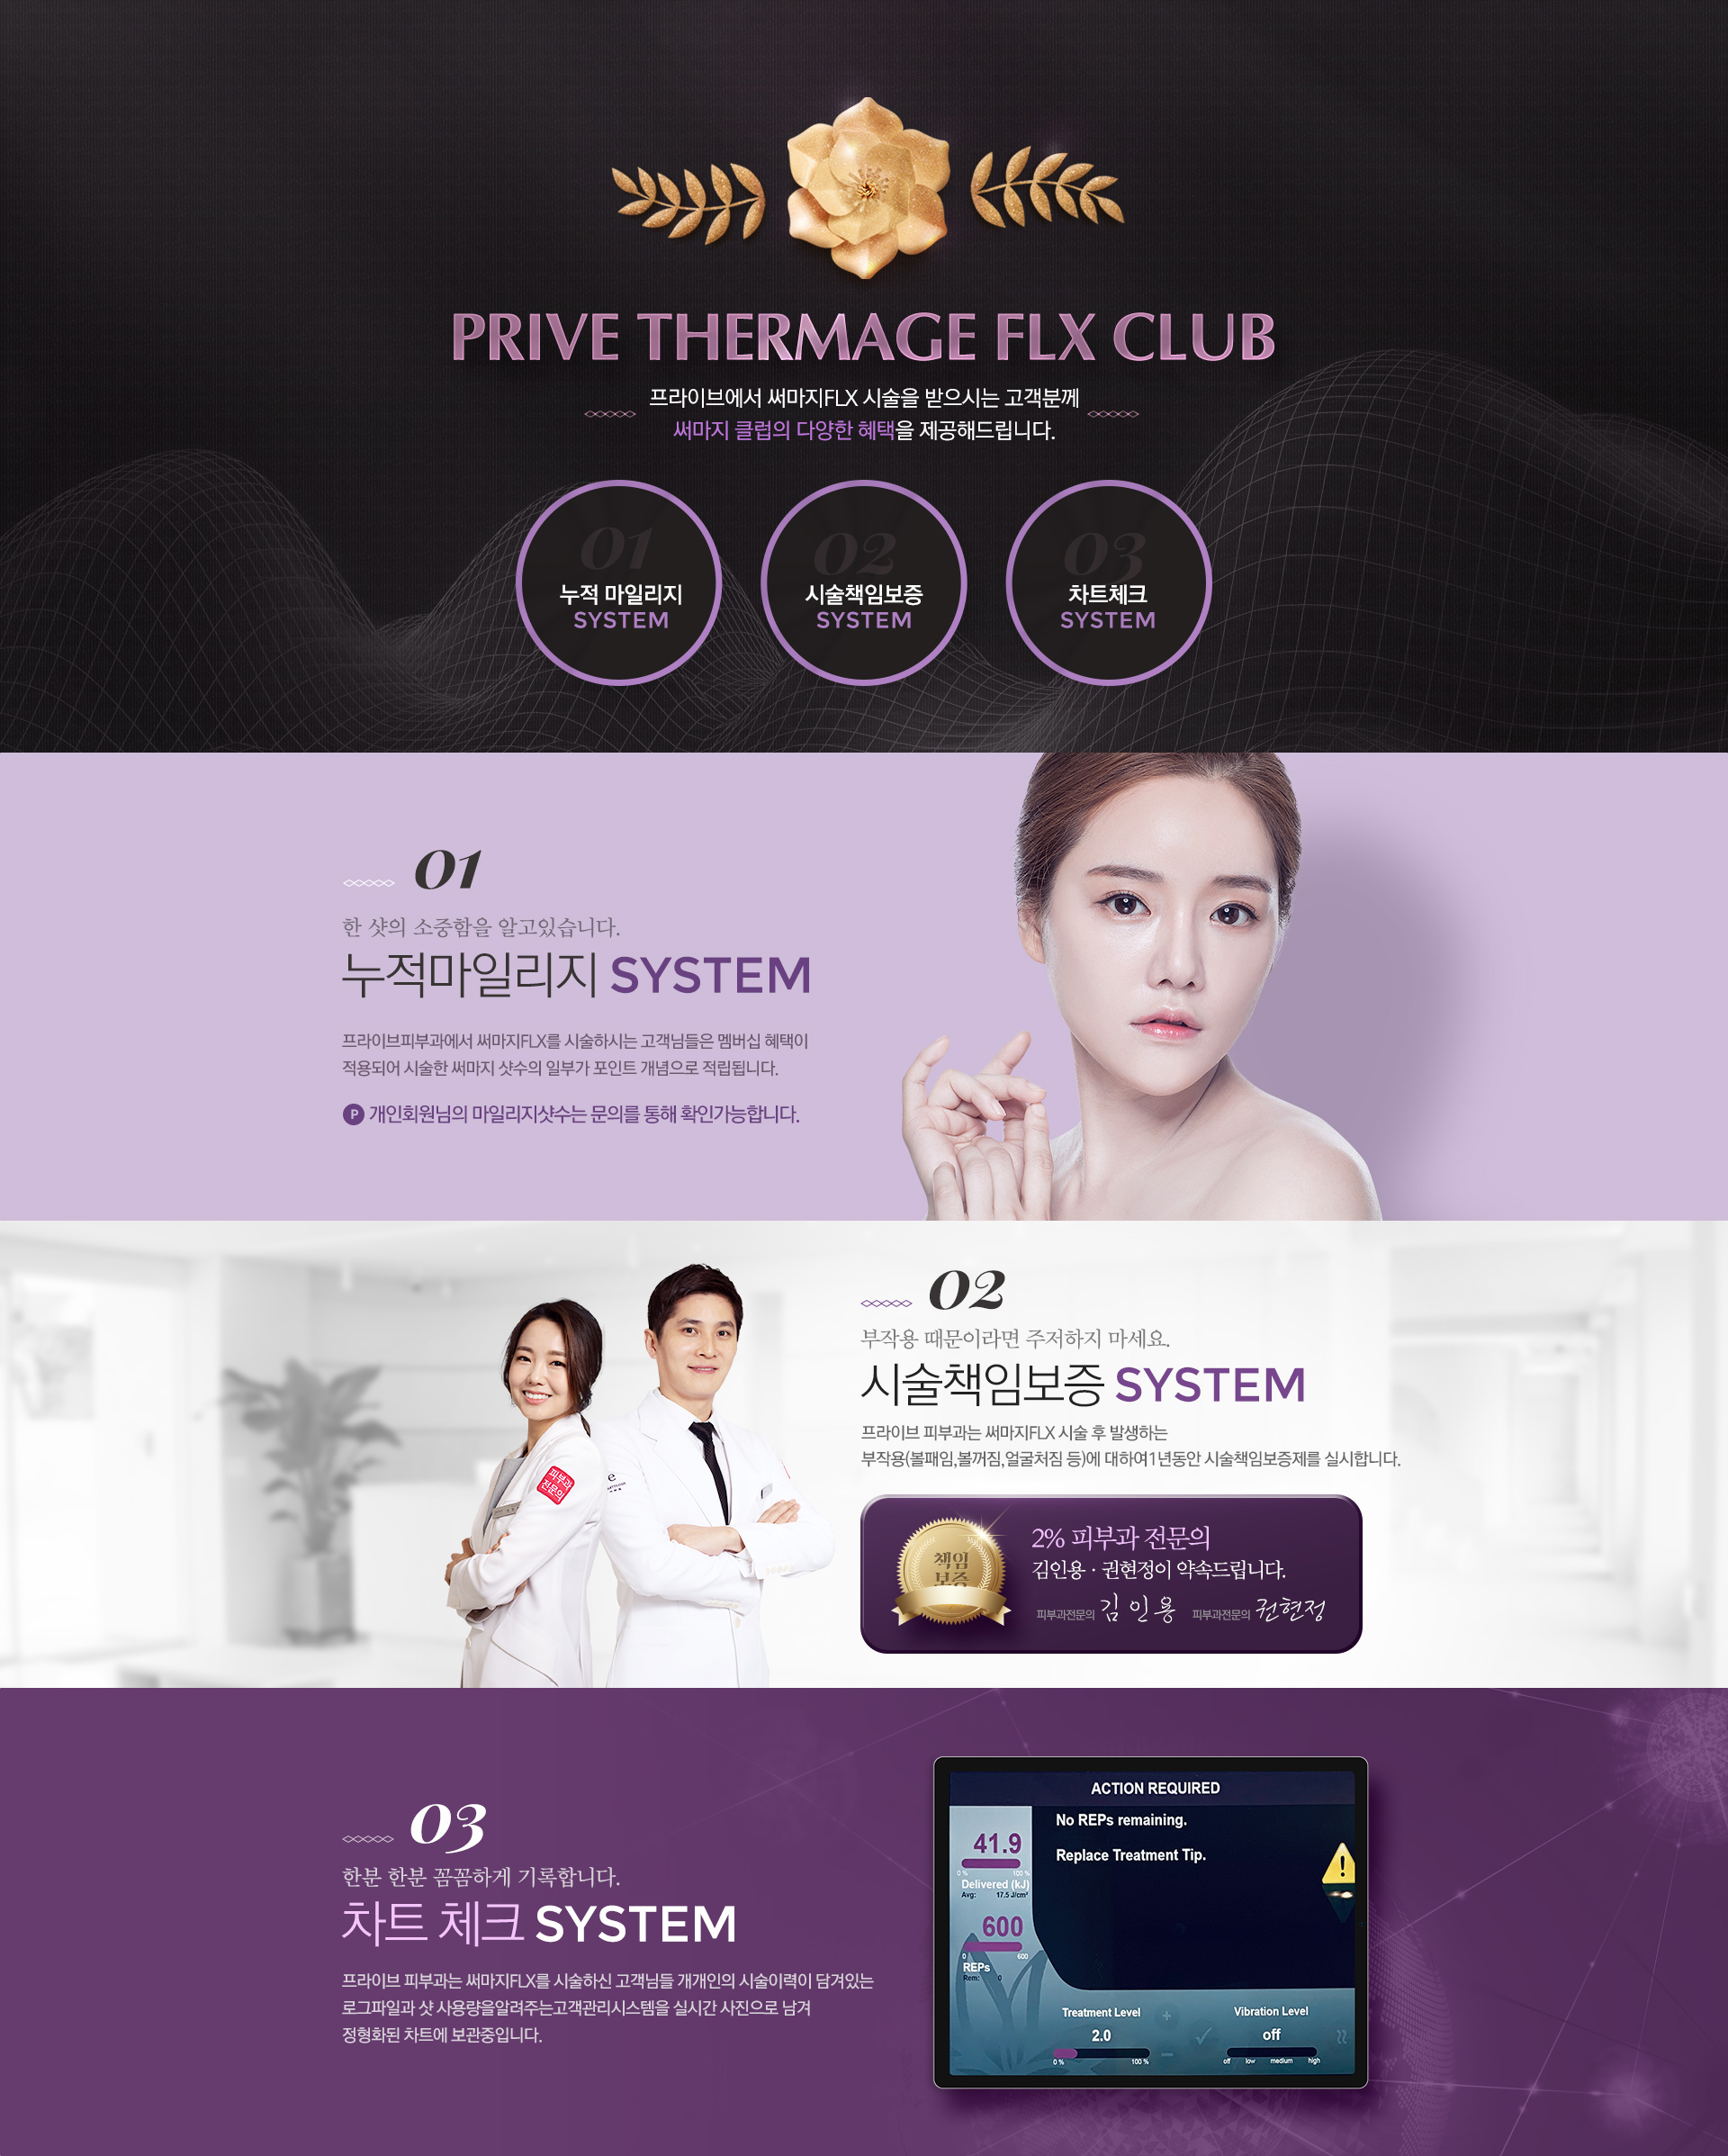 PRIVE THERMAGE FLX CLUB
프라이브에서 써마지FLX 시술을 받으시는 고객분께
써마지 클럽의 다양한 혜택을 제공해드립니다.
01
누적 마일리지
SYSTEM
02
시술책임보증
SYSTEM
03
차트체크
SYSTEM
01
한 샷의 소중함을 알고있습니다.
누적마일리지 SYSTEM
프라이브피부과에서 써마지FLX를 시술하시는 고객님들은 멤버십 혜택이
적용되어 시술한 써마지 샷수의 일부가 포인트 개념으로 적립됩니다.
P 개인회원님의 마일리지샷수는 문의를 통해 확인가능합니다.
02
부작용 때문이라면 주저하지 마세요.
시술책임보증 SYSTEM
프라이브 피부과는 써마지FLX 시술 후 발생하는
부작용(볼패임,볼꺼짐,얼굴처짐 등)에 대하여1년동안 시술책임보증제를 실시합니다.
피부과
전문의
e
책임
보증
2% 피부과 전문의
김인용 · 권현정이 약속드립니다.
피부과전문의 김인용 피부과전문의 권현정
03
한분 한분 꼼꼼하게 기록합니다.
차트 체크 SYSTEM
프라이브 피부과는 써마지FLX를 시술하신 고객님들 개개인의 시술이력이 담겨있는
로그파일과 샷 사용량을알려주는고객관리시스템을 실시간 사진으로 남겨
정형화된 차트에 보관중입니다.
ACTION REQUIRED
No REPs remaining.
Replace Treatment Tip.
41.9
0 % 100 %
Delivered (kJ)
Avg: 17.5 J/cm²
600
0 600
REPs
Rem: 0
Treatment Level
2.0
0 % 100 %
Vibration Level
off
off low medium high